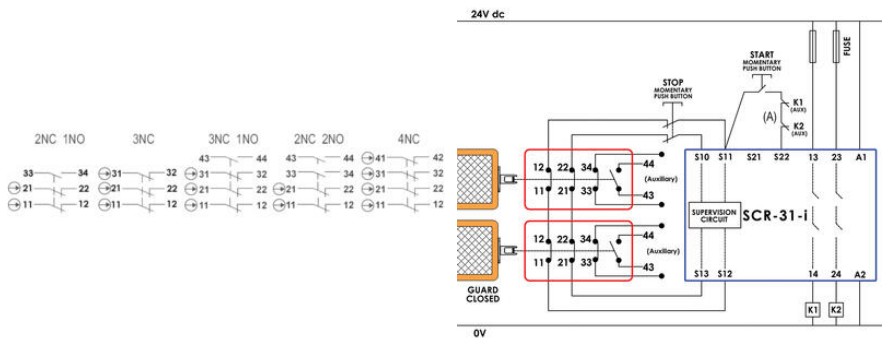 2NC 1NO
3NC
3NC 1NO
2NC 2NO
4NC
33 34
21 22
11 12
31 32
21 22
11 12
43 44
31 32
21 22
11 12
43 44
33 34
21 22
11 12
41 42
31 32
21 22
11 12
24V dc
START
MOMENTARY
PUSH BUTTON
FUSE
STOP
MOMENTARY
PUSH BUTTON
K1
(AUX)
(A)
K2
(AUX)
S10 S11 S21 S22 13 23 A1
12 22 34 44
(Auxiliary)
11 21 33 43
SUPERVISION
CIRCUIT
SCR-31-i
12 22 34 44
(Auxiliary)
11 21 33 43
S13 S12 14 24 A2
GUARD
CLOSED
K1 K2
0V